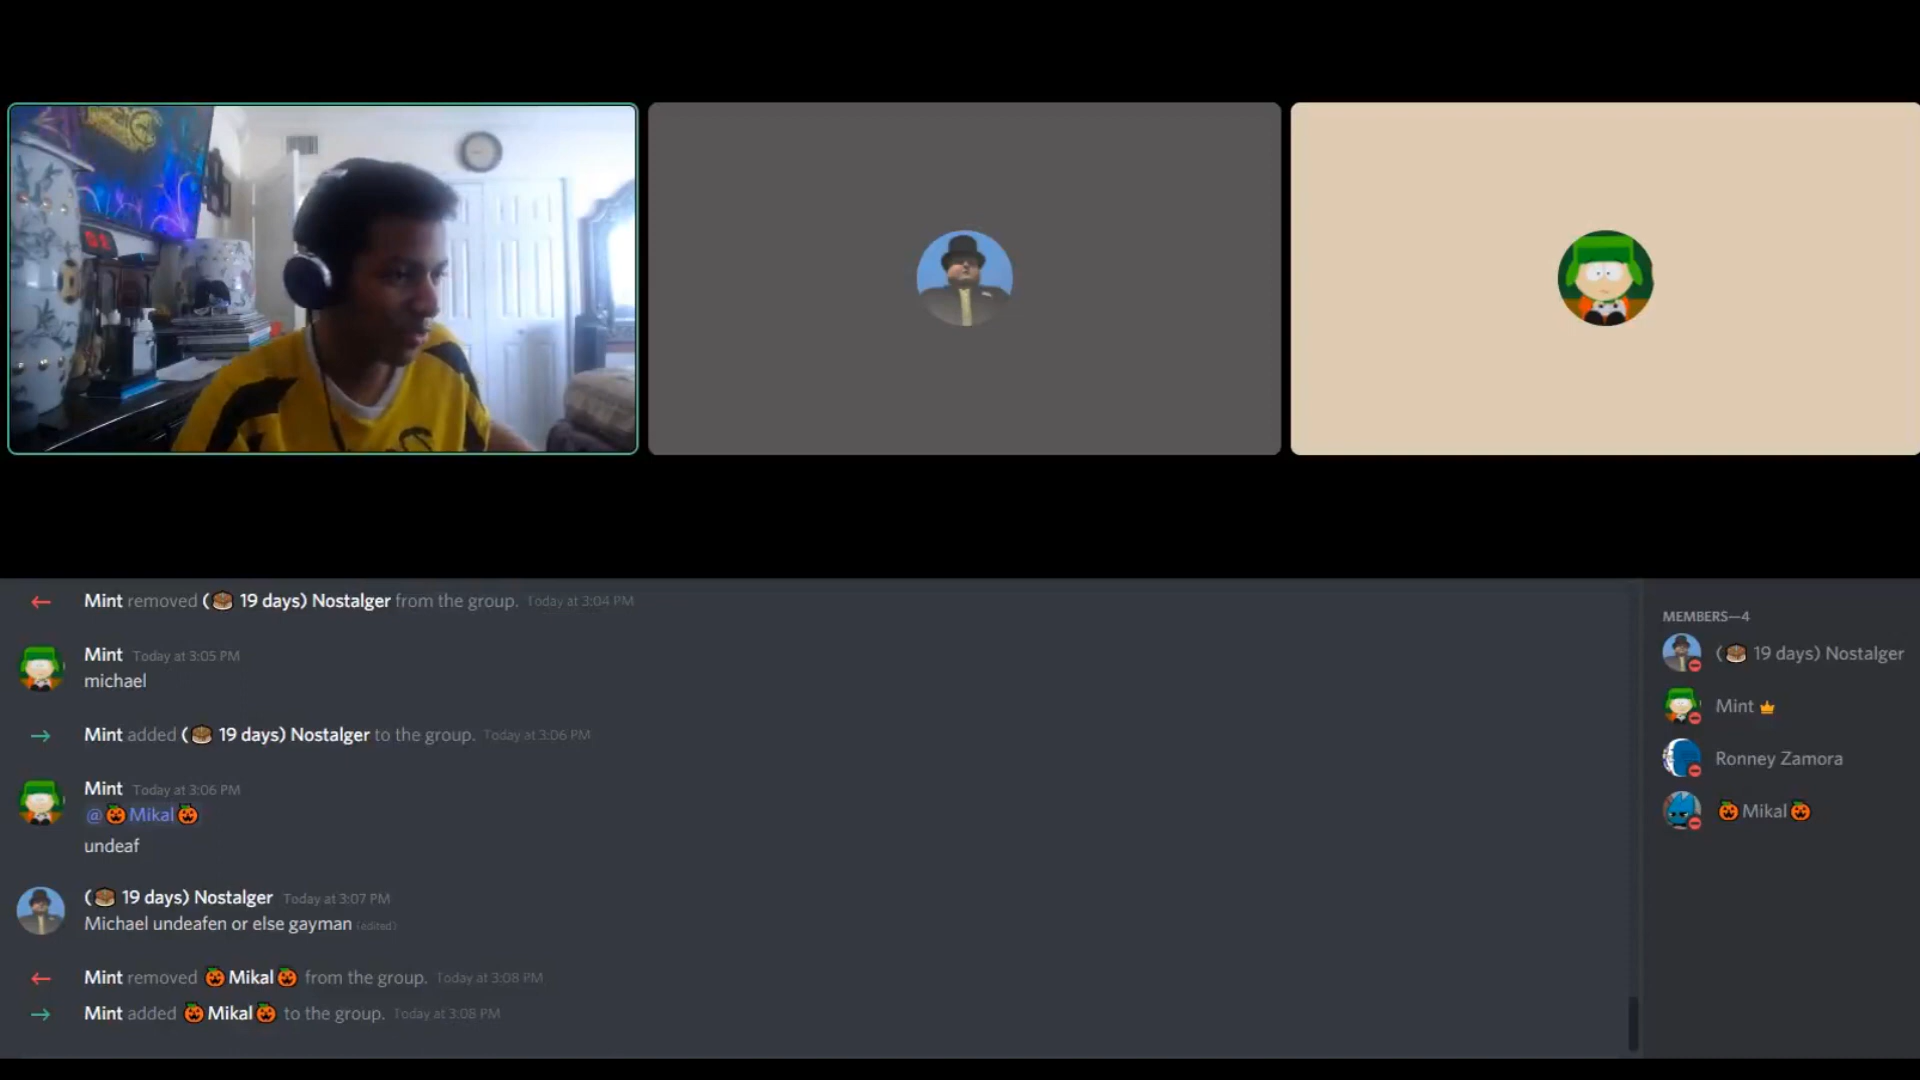 Mint removed (🎂 19 days) Nostalger from the group. Today at 3:04 PM
Mint Today at 3:05 PM
michael
Mint added (🎂 19 days) Nostalger to the group. Today at 3:06 PM
Mint Today at 3:06 PM
@🎃Mikal🎃
undeaf
(🎂 19 days) Nostalger Today at 3:07 PM
Michael undeafen or else gayman (edited)
Mint removed 🎃Mikal🎃 from the group. Today at 3:08 PM
Mint added 🎃Mikal🎃 to the group. Today at 3:08 PM
MEMBERS—4
(🎂 19 days) Nostalger
Mint 👑
Ronney Zamora
🎃Mikal🎃